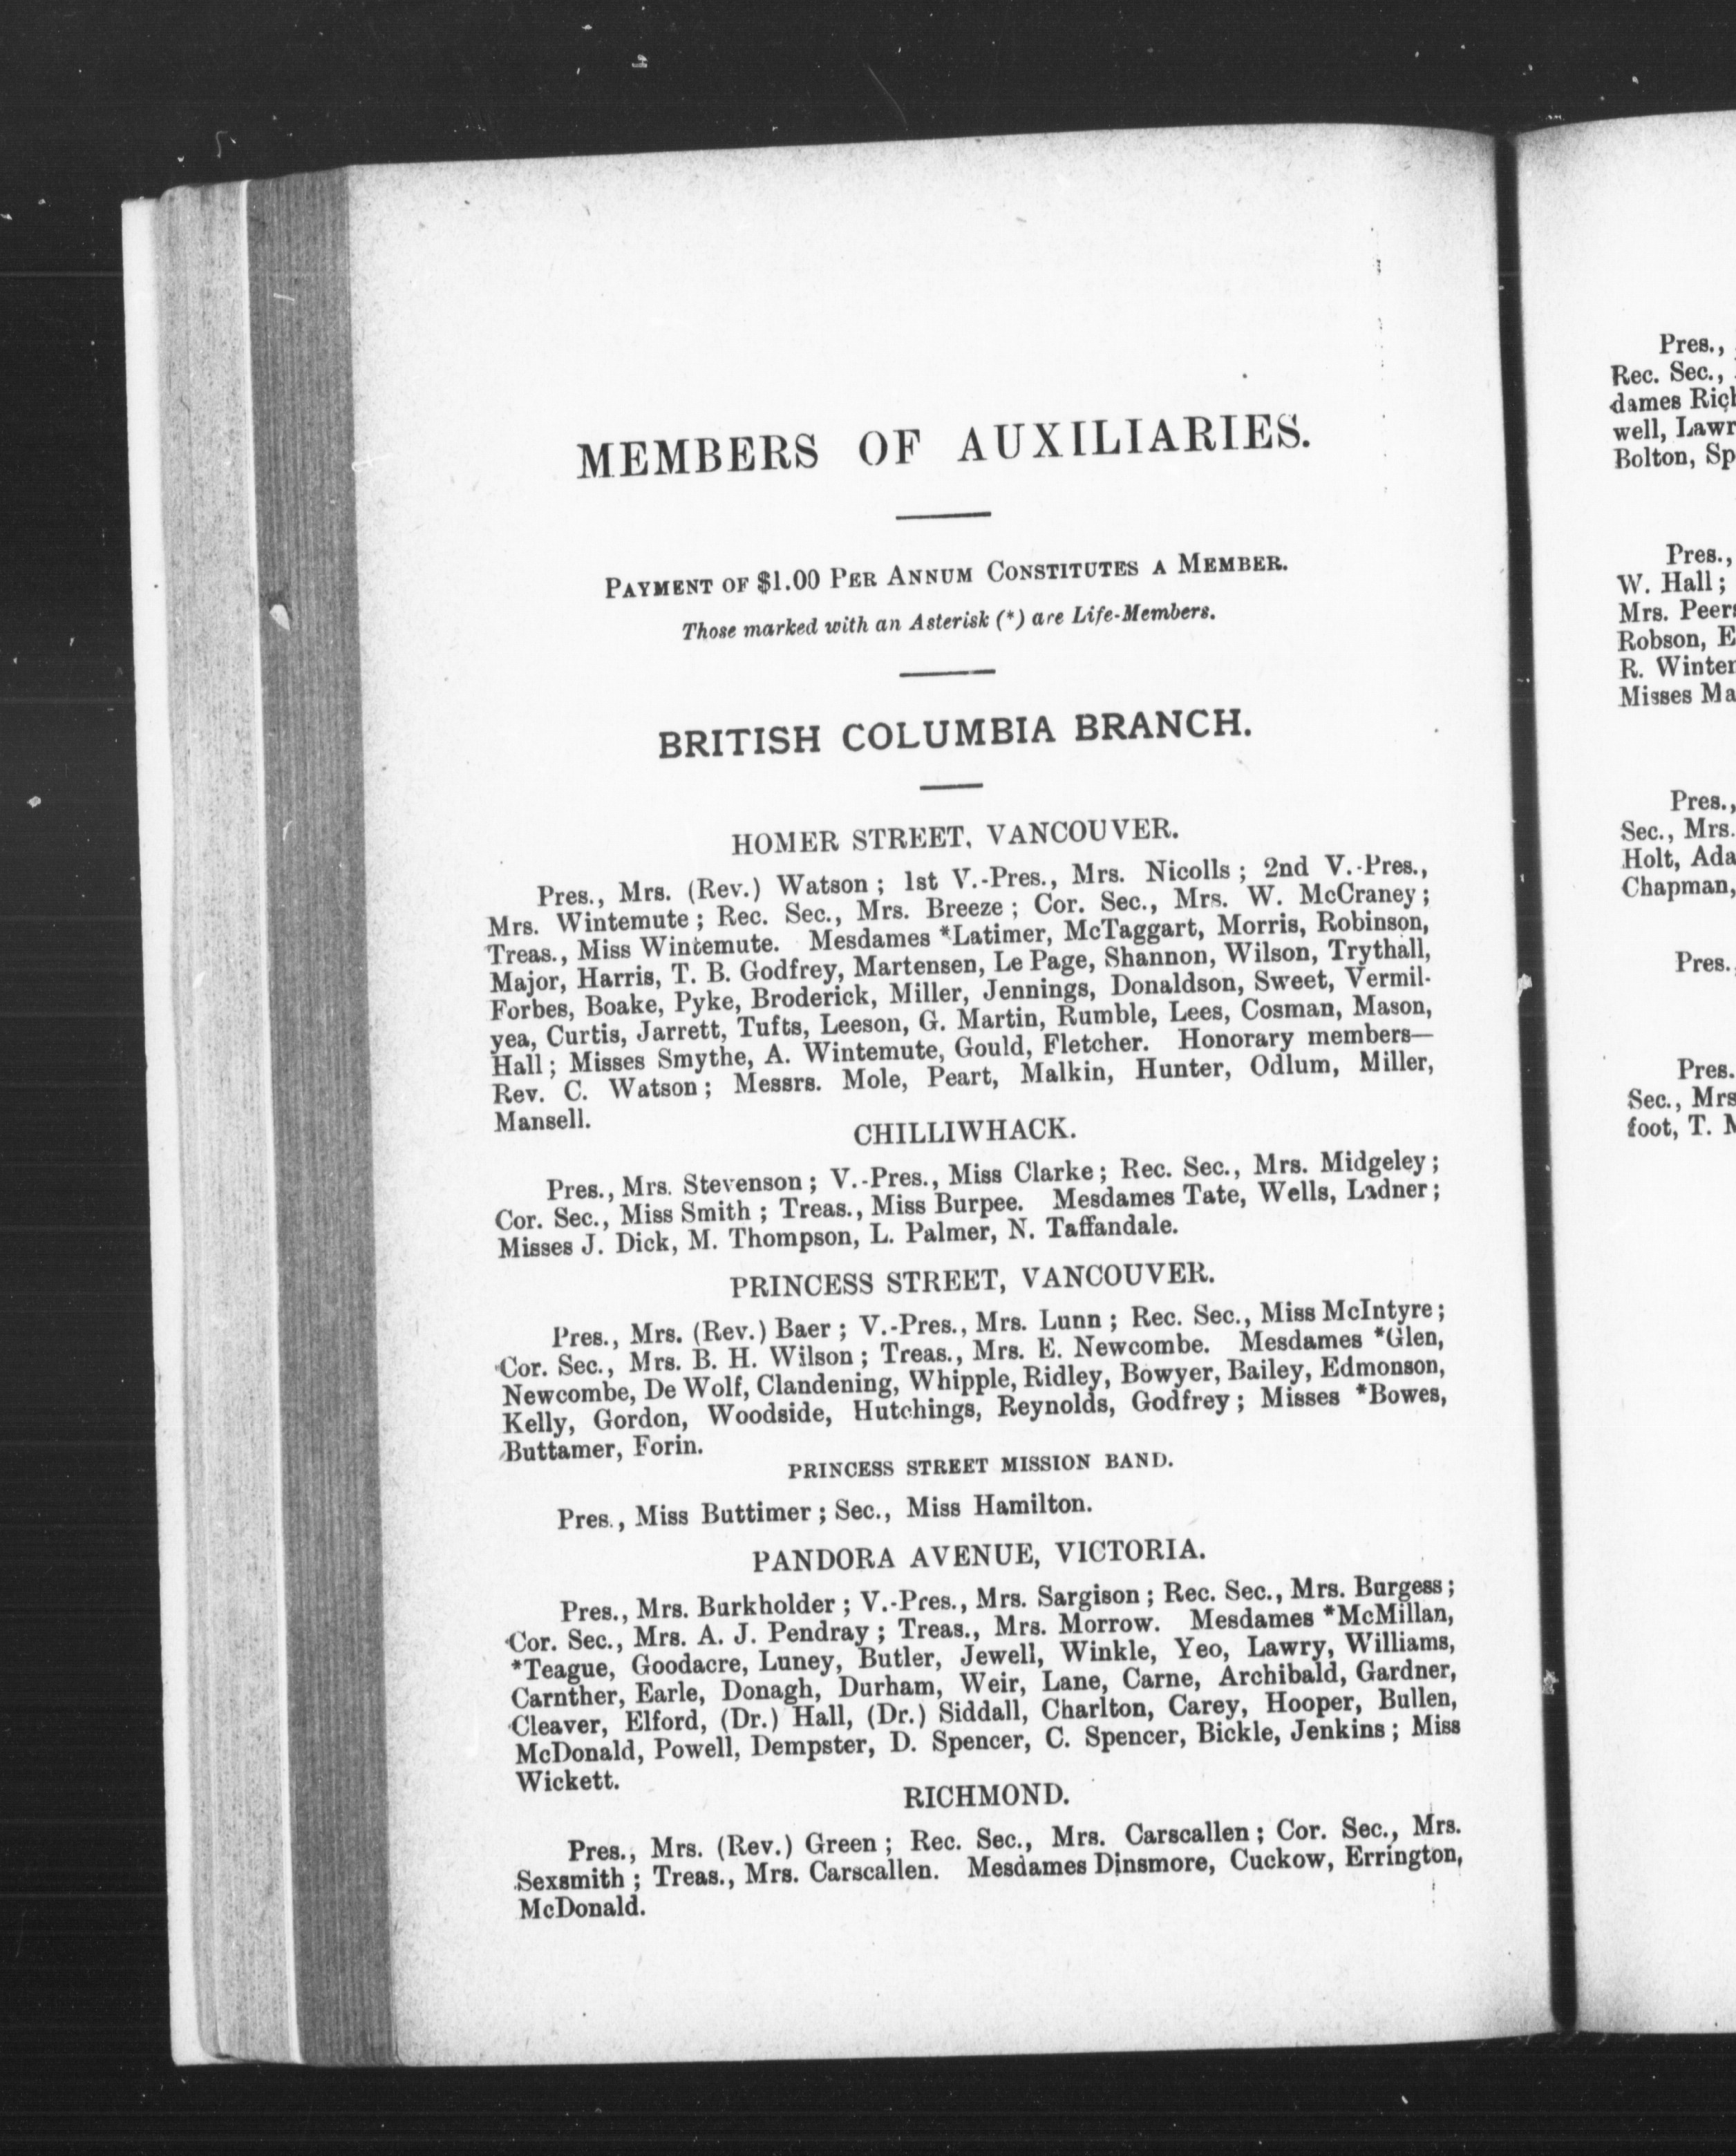 MEMBERS OF AUXILIARIES.
PAYMENT OF $1.00 PER ANNUM CONSTITUTES A MEMBER.
Those marked with an Asterisk (*) are Life-Members.
BRITISH COLUMBIA BRANCH.
HOMER STREET, VANCOUVER.
Pres., Mrs. (Rev.) Watson; 1st V.-Pres., Mrs. Nicolls; 2nd V.-Pres.,
Mrs. Wintemute; Rec. Sec., Mrs. Breeze; Cor. Sec., Mrs. W. McCraney;
Treas., Miss Wintemute. Mesdames *Latimer, McTaggart, Morris, Robinson,
Major, Harris, T. B. Godfrey, Martensen, Le Page, Shannon, Wilson, Trythall,
Forbes, Boake, Pyke, Broderick, Miller, Jennings, Donaldson, Sweet, Vermil-
yea, Curtis, Jarrett, Tufts, Leeson, G. Martin, Rumble, Lees, Cosman, Mason,
Hall; Misses Smythe, A. Wintemute, Gould, Fletcher. Honorary members—
Rev. C. Watson; Messrs. Mole, Peart, Malkin, Hunter, Odlum, Miller,
Mansell.
CHILLIWHACK.
Pres., Mrs. Stevenson; V.-Pres., Miss Clarke; Rec. Sec., Mrs. Midgeley;
Cor. Sec., Miss Smith; Treas., Miss Burpee. Mesdames Tate, Wells, Ladner;
Misses J. Dick, M. Thompson, L. Palmer, N. Taffandale.
PRINCESS STREET, VANCOUVER.
Pres., Mrs. (Rev.) Baer; V.-Pres., Mrs. Lunn; Rec. Sec., Miss McIntyre;
Cor. Sec., Mrs. B. H. Wilson; Treas., Mrs. E. Newcombe. Mesdames *Glen,
Newcombe, De Wolf, Clandening, Whipple, Ridley, Bowyer, Bailey, Edmonson,
Kelly, Gordon, Woodside, Hutchings, Reynolds, Godfrey; Misses *Bowes,
Buttamer, Forin.
PRINCESS STREET MISSION BAND.
Pres., Miss Buttimer; Sec., Miss Hamilton.
PANDORA AVENUE, VICTORIA.
Pres., Mrs. Burkholder; V.-Pres., Mrs. Sargison; Rec. Sec., Mrs. Burgess;
Cor. Sec., Mrs. A. J. Pendray; Treas., Mrs. Morrow. Mesdames *McMillan,
*Teague, Goodacre, Luney, Butler, Jewell, Winkle, Yeo, Lawry, Williams,
Carnther, Earle, Donagh, Durham, Weir, Lane, Carne, Archibald, Gardner,
Cleaver, Elford, (Dr.) Hall, (Dr.) Siddall, Charlton, Carey, Hooper, Bullen,
McDonald, Powell, Dempster, D. Spencer, C. Spencer, Bickle, Jenkins; Miss
Wickett.
RICHMOND.
Pres., Mrs. (Rev.) Green; Rec. Sec., Mrs. Carscallen; Cor. Sec., Mrs.
Sexsmith; Treas., Mrs. Carscallen. Mesdames Dinsmore, Cuckow, Errington,
McDonald.
Pres.,
Rec. Sec.,
dames
well,
Bolton,
Pres.,
W. Hall;
Mrs.
Robson,
R.
Misses
Pres.,
Sec., Mrs.
Holt,
Chapman,
Pres.,
Pres.
Sec., Mrs
foot, T.